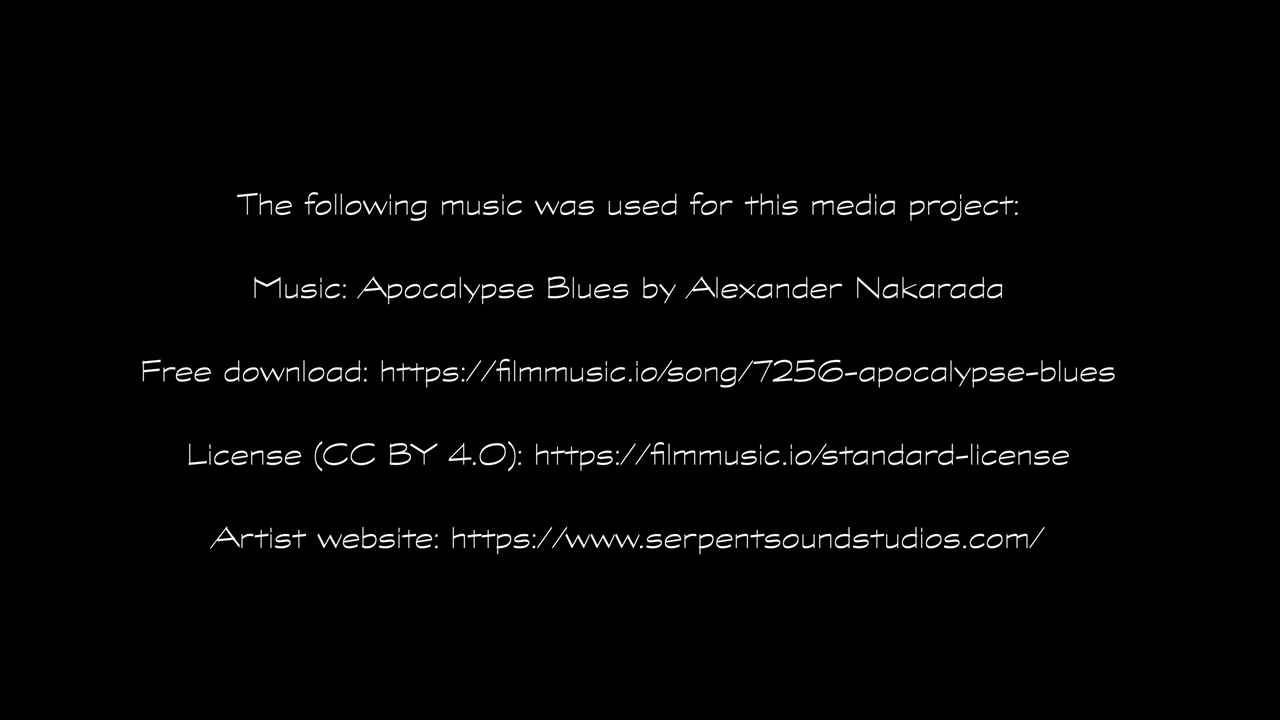 The following music was used for this media project:
Music: Apocalypse Blues by Alexander Nakarada
Free download: https://filmmusic.io/song/7256-apocalypse-blues
License (CC BY 4.0): https://filmmusic.io/standard-license
Artist website: https://www.serpentsoundstudios.com/